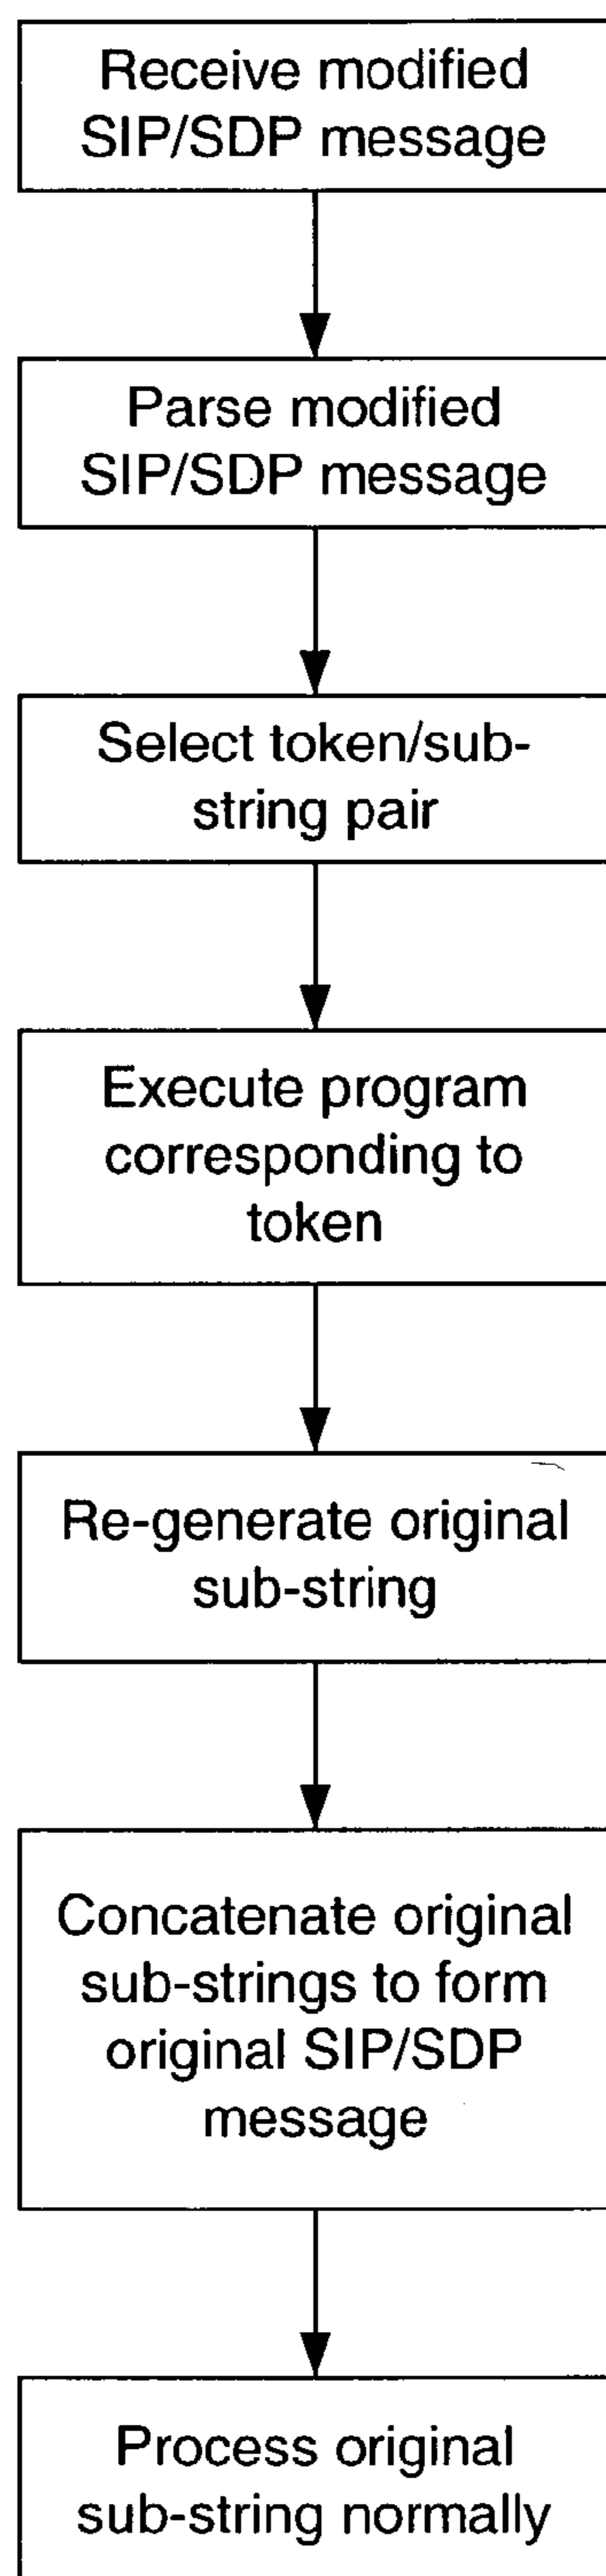 Receive modified
SIP/SDP message
Parse modified
SIP/SDP message
Select token/sub-
string pair
Execute program
corresponding to
token
Re-generate original
sub-string
Concatenate original
sub-strings to form
original SIP/SDP
message
Process original
sub-string normally